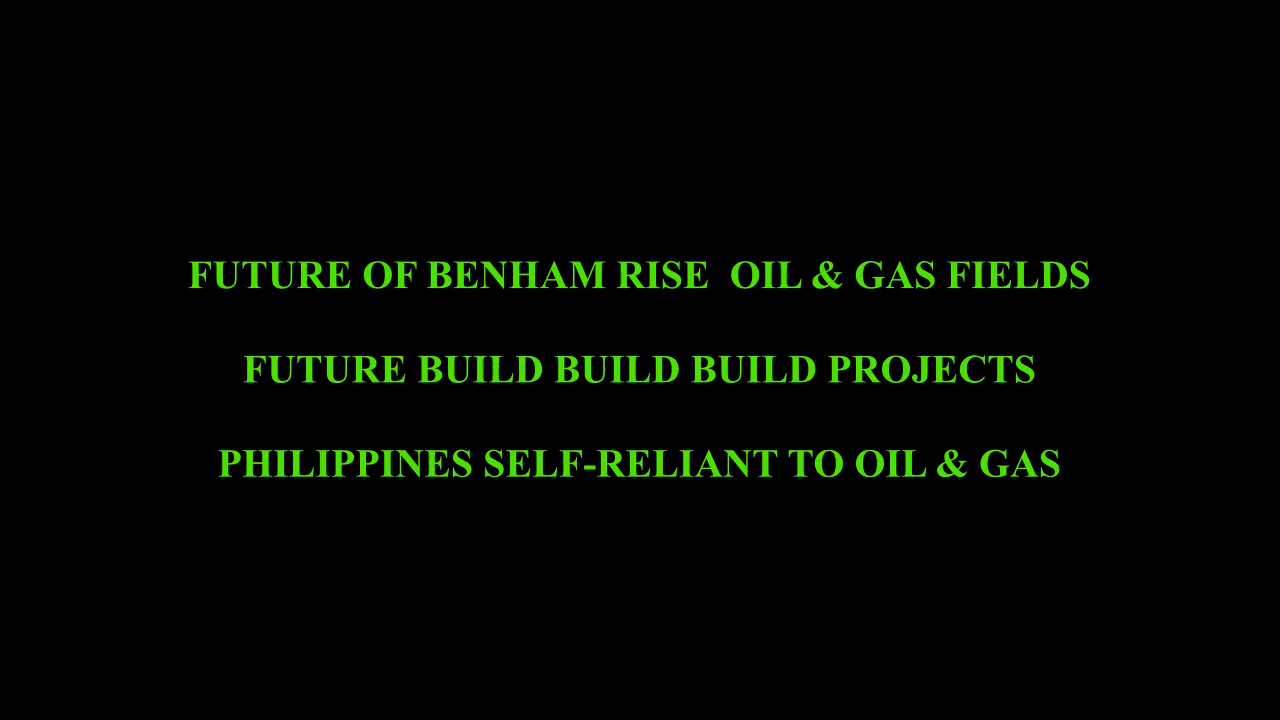 FUTURE OF BENHAM RISE  OIL & GAS FIELDS
FUTURE BUILD BUILD BUILD PROJECTS
PHILIPPINES SELF-RELIANT TO OIL & GAS